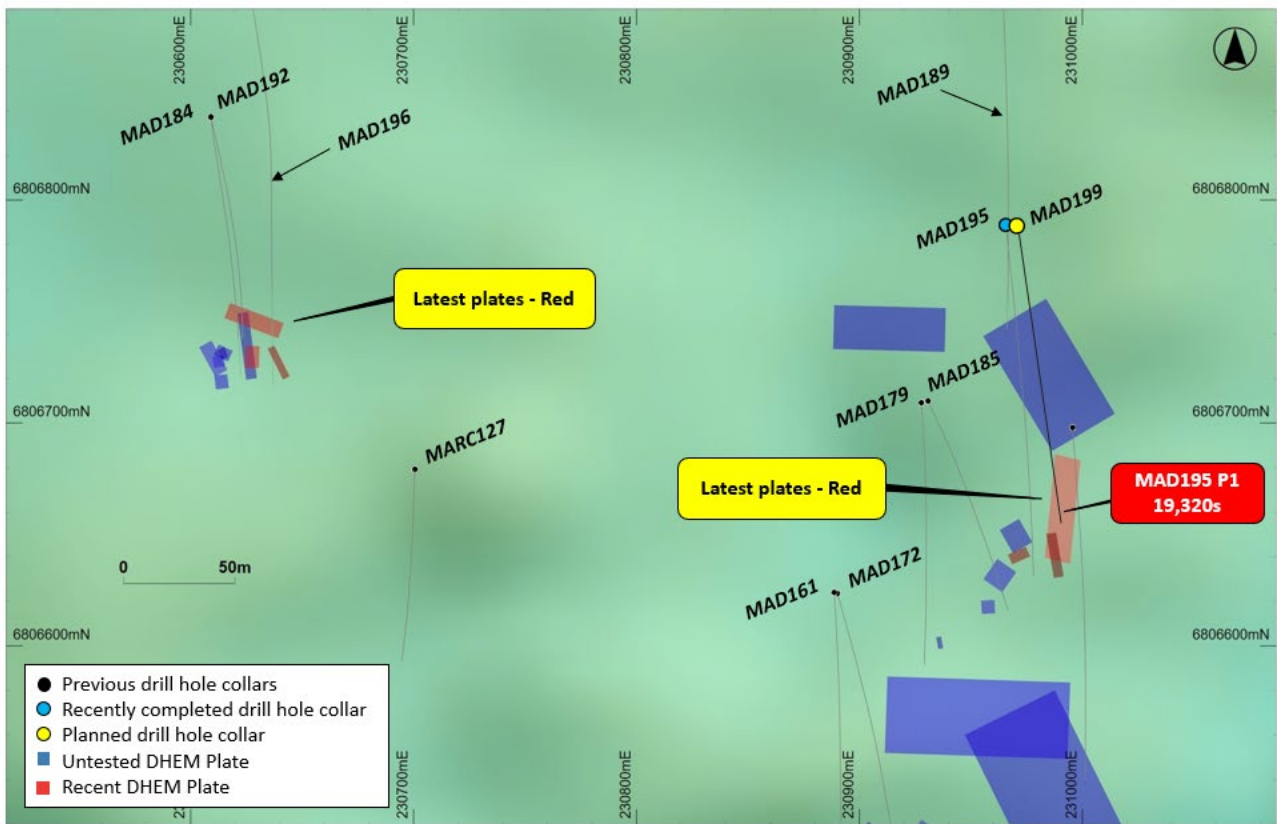 230600mE
230700mE
230800mE
230900mE
231000mE
MAD184
MAD192
MAD196
MAD189
6806800mN
6806800mN
MAD195
MAD199
Latest plates - Red
MAD179
MAD185
6806700mN
6806700mN
MARC127
Latest plates - Red
MAD195 P1
19,320s
0 50m
MAD161
MAD172
6806600mN
6806600mN
Previous drill hole collars
Recently completed drill hole collar
Planned drill hole collar
Untested DHEM Plate
Recent DHEM Plate
230700mE
230800mE
230900mE
231000mE